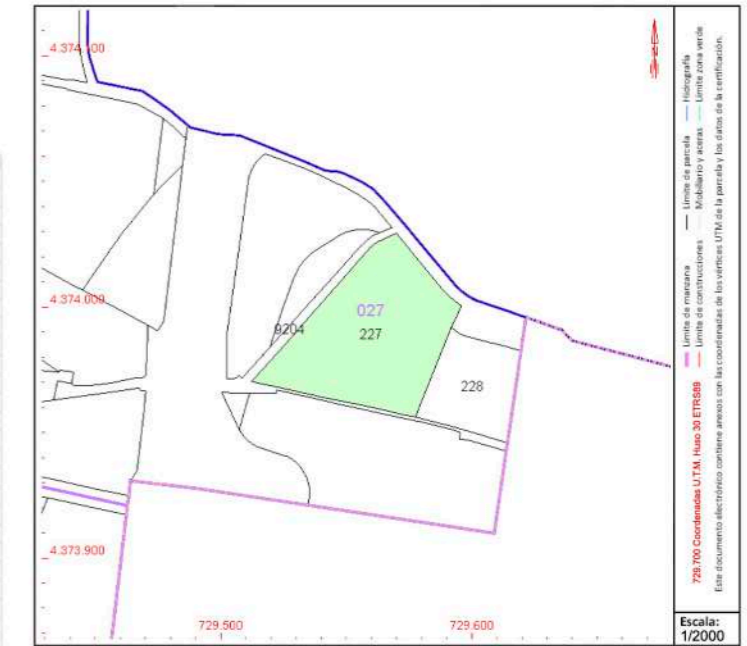 4.374.100
4.374.000
027
227
9204
228
4.373.900
729.500
729.600
729.700 Coordenadas U.T.M. Huso 30 ETRS89
Límite de manzana
Límite de parcela
Hidrografía
Límite de construcciones
Mobiliario y aceras
Límite zona verde
Este documento electrónico contiene anexos con las coordenadas de los vértices UTM de la parcela y los datos de la certificación.
Escala:
1/2000